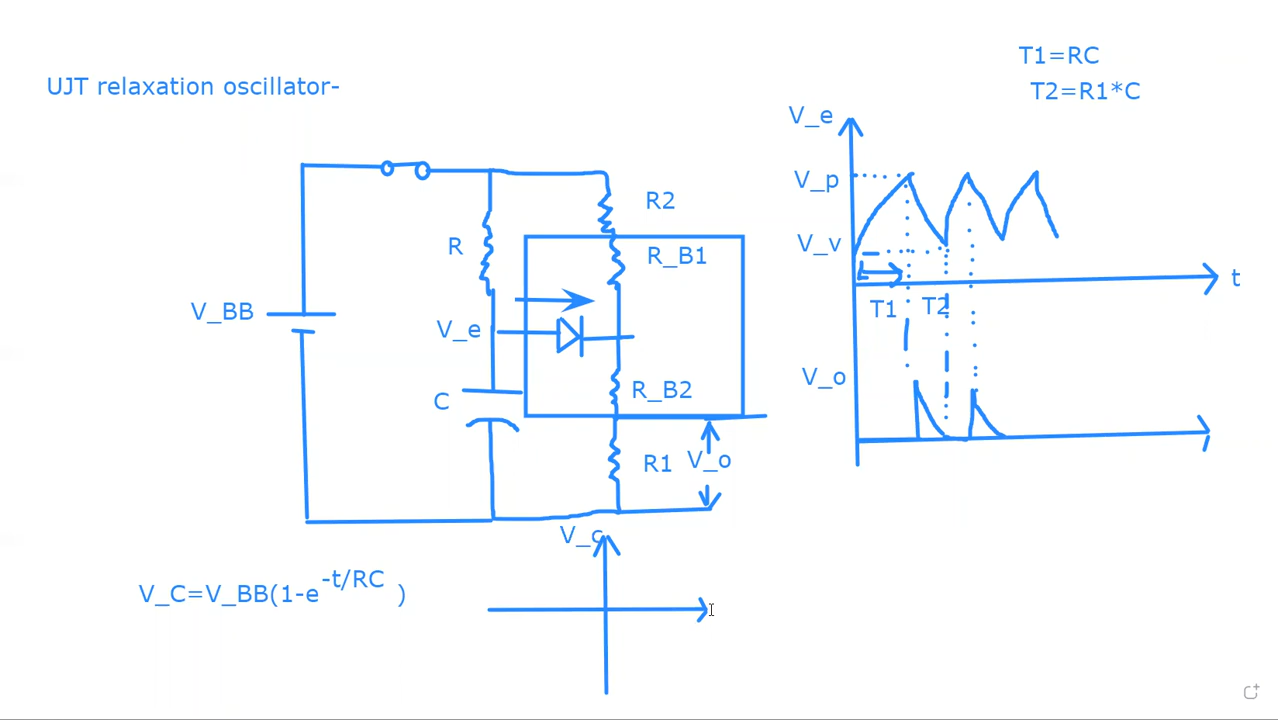 UJT relaxation oscillator-
T1=RC
T2=R1*C
V_e
V_p
V_v
t
T1
T2
V_o
R2
R
R_B1
V_BB
V_e
C
R_B2
R1
V_o
V_c
V_C=V_BB(1-e^-t/RC )